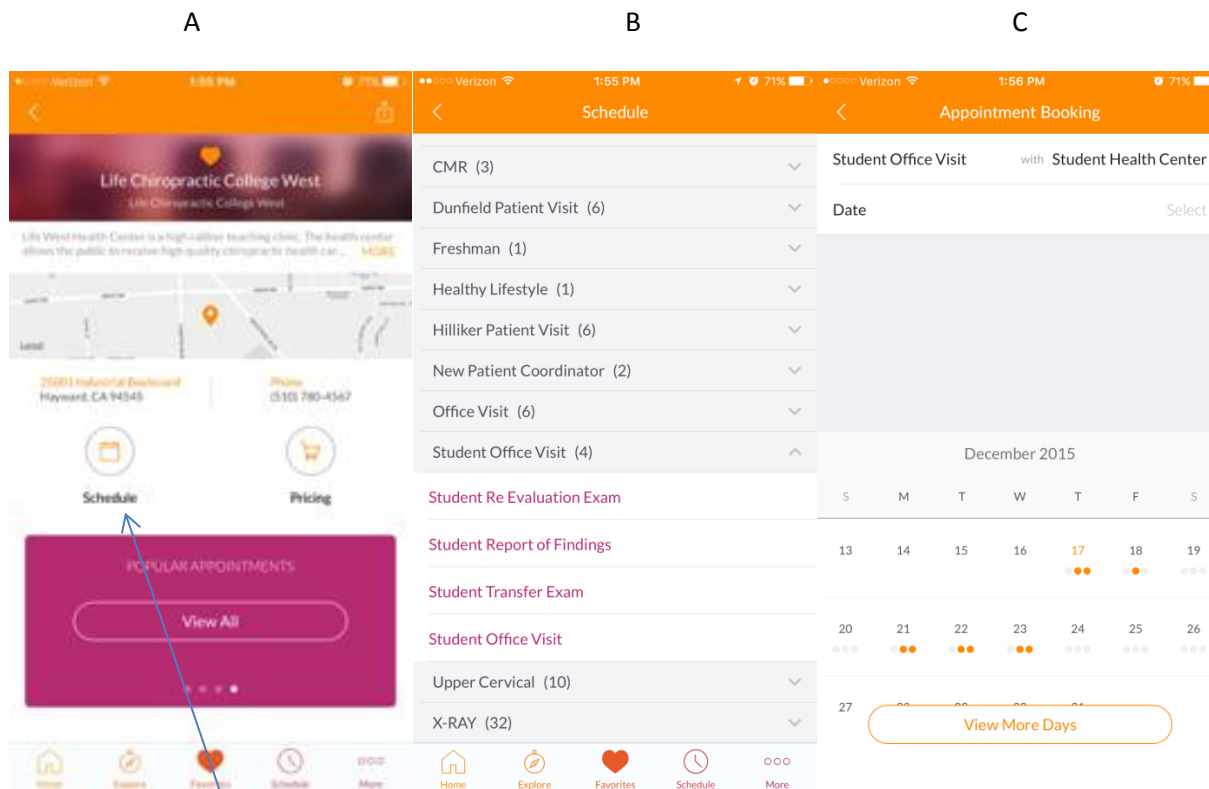 A
B
C
Verizon
1:55 PM
71%
Life Chiropractic College West
Life Chiropractic College West
Life West Health Center is a high-caliber teaching clinic. The health center
allows the public to receive high quality chiropractic health car... MORE
25001 Industrial Boulevard
Hayward, CA 94545
Phone
(510) 780-4567
Schedule
Pricing
POPULAR APPOINTMENTS
View All
Home
Explore
Favorites
Schedule
More
Verizon
1:55 PM
71%
Schedule
CMR (3)
Dunfield Patient Visit (6)
Freshman (1)
Healthy Lifestyle (1)
Hilliker Patient Visit (6)
New Patient Coordinator (2)
Office Visit (6)
Student Office Visit (4)
Student Re Evaluation Exam
Student Report of Findings
Student Transfer Exam
Student Office Visit
Upper Cervical (10)
X-RAY (32)
Home
Explore
Favorites
Schedule
More
Verizon
1:56 PM
71%
Appointment Booking
Student Office Visit with Student Health Center
Date Select
December 2015
S M T W T F S
13 14 15 16 17 18 19
20 21 22 23 24 25 26
27
View More Days